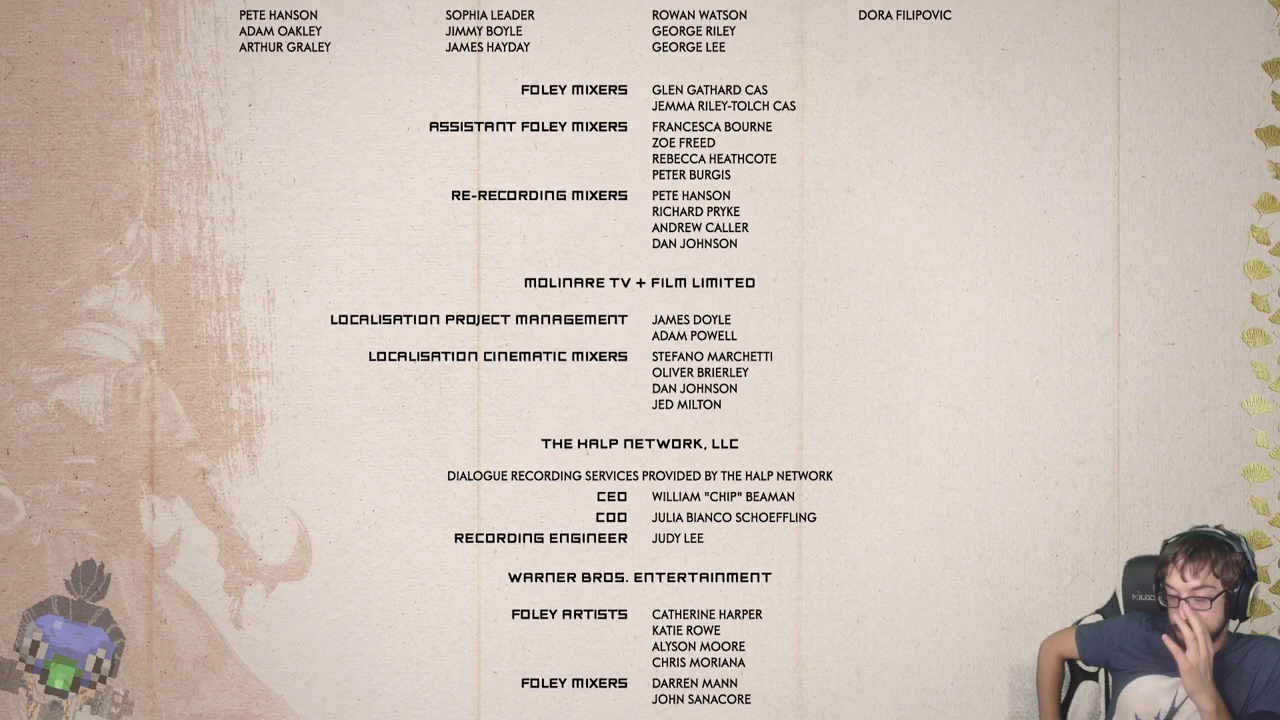 PETE HANSON SOPHIA LEADER ROWAN WATSON DORA FILIPOVIC
ADAM OAKLEY JIMMY BOYLE GEORGE RILEY
ARTHUR GRALEY JAMES HAYDAY GEORGE LEE
FOLEY MIXERS GLEN GATHARD CAS
JEMMA RILEY-TOLCH CAS
ASSISTANT FOLEY MIXERS FRANCESCA BOURNE
ZOE FREED
REBECCA HEATHCOTE
PETER BURGIS
RE-RECORDING MIXERS PETE HANSON
RICHARD PRYKE
ANDREW CALLER
DAN JOHNSON
MOLINARE TV + FILM LIMITED
LOCALISATION PROJECT MANAGEMENT JAMES DOYLE
ADAM POWELL
LOCALISATION CINEMATIC MIXERS STEFANO MARCHETTI
OLIVER BRIERLEY
DAN JOHNSON
JED MILTON
THE HALP NETWORK, LLC
DIALOGUE RECORDING SERVICES PROVIDED BY THE HALP NETWORK
CEO WILLIAM "CHIP" BEAMAN
COO JULIA BIANCO SCHOEFFLING
RECORDING ENGINEER JUDY LEE
WARNER BROS. ENTERTAINMENT
FOLEY ARTISTS CATHERINE HARPER
KATIE ROWE
ALYSON MOORE
CHRIS MORIANA
FOLEY MIXERS DARREN MANN
JOHN SANACORE